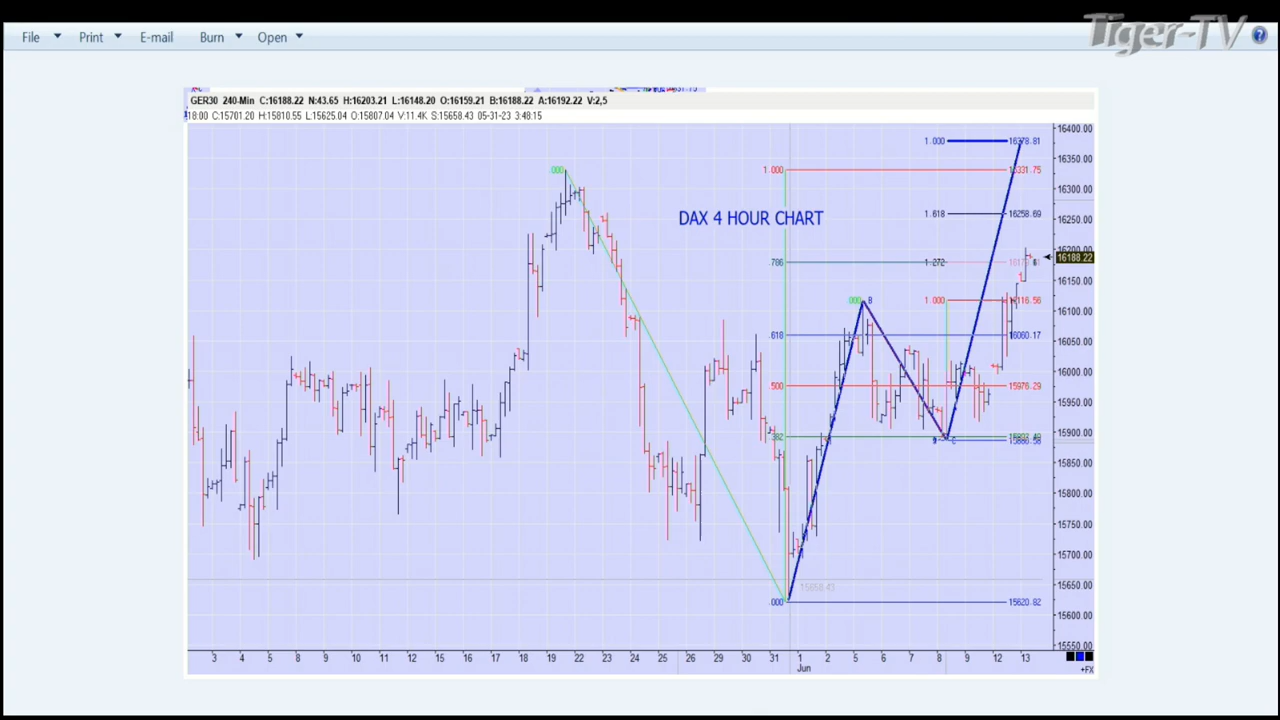 Tiger-TV
File Print E-mail Burn Open
GER30 240-Min C:16188.22 N:43.65 H:16203.21 L:16148.20 O:16159.21 B:16188.22 A:16192.22 V:2,5
18:00 C:15701.20 H:15810.55 L:15625.04 O:15807.04 V:11.4K S:15658.43 05-31-23 3:48:15
16400.00
1.000 16378.81
16350.00
000 1.000 16331.75
16300.00
DAX 4 HOUR CHART 1.618 16258.69
16250.00
16200.00
786 1.272 16188.22
16150.00
000 B 1.000 16116.56
16100.00
618 16060.17
16050.00
16000.00
500 15976.29
15950.00
382 C
15900.00
15850.00
15800.00
15750.00
15700.00
15650.00
15658.43
000 15620.82
15600.00
15550.00
3 4 5 8 9 10 11 12 15 16 17 18 19 22 23 24 25 26 29 30 31 1 2 5 6 7 8 9 12 13
Jun
+FX